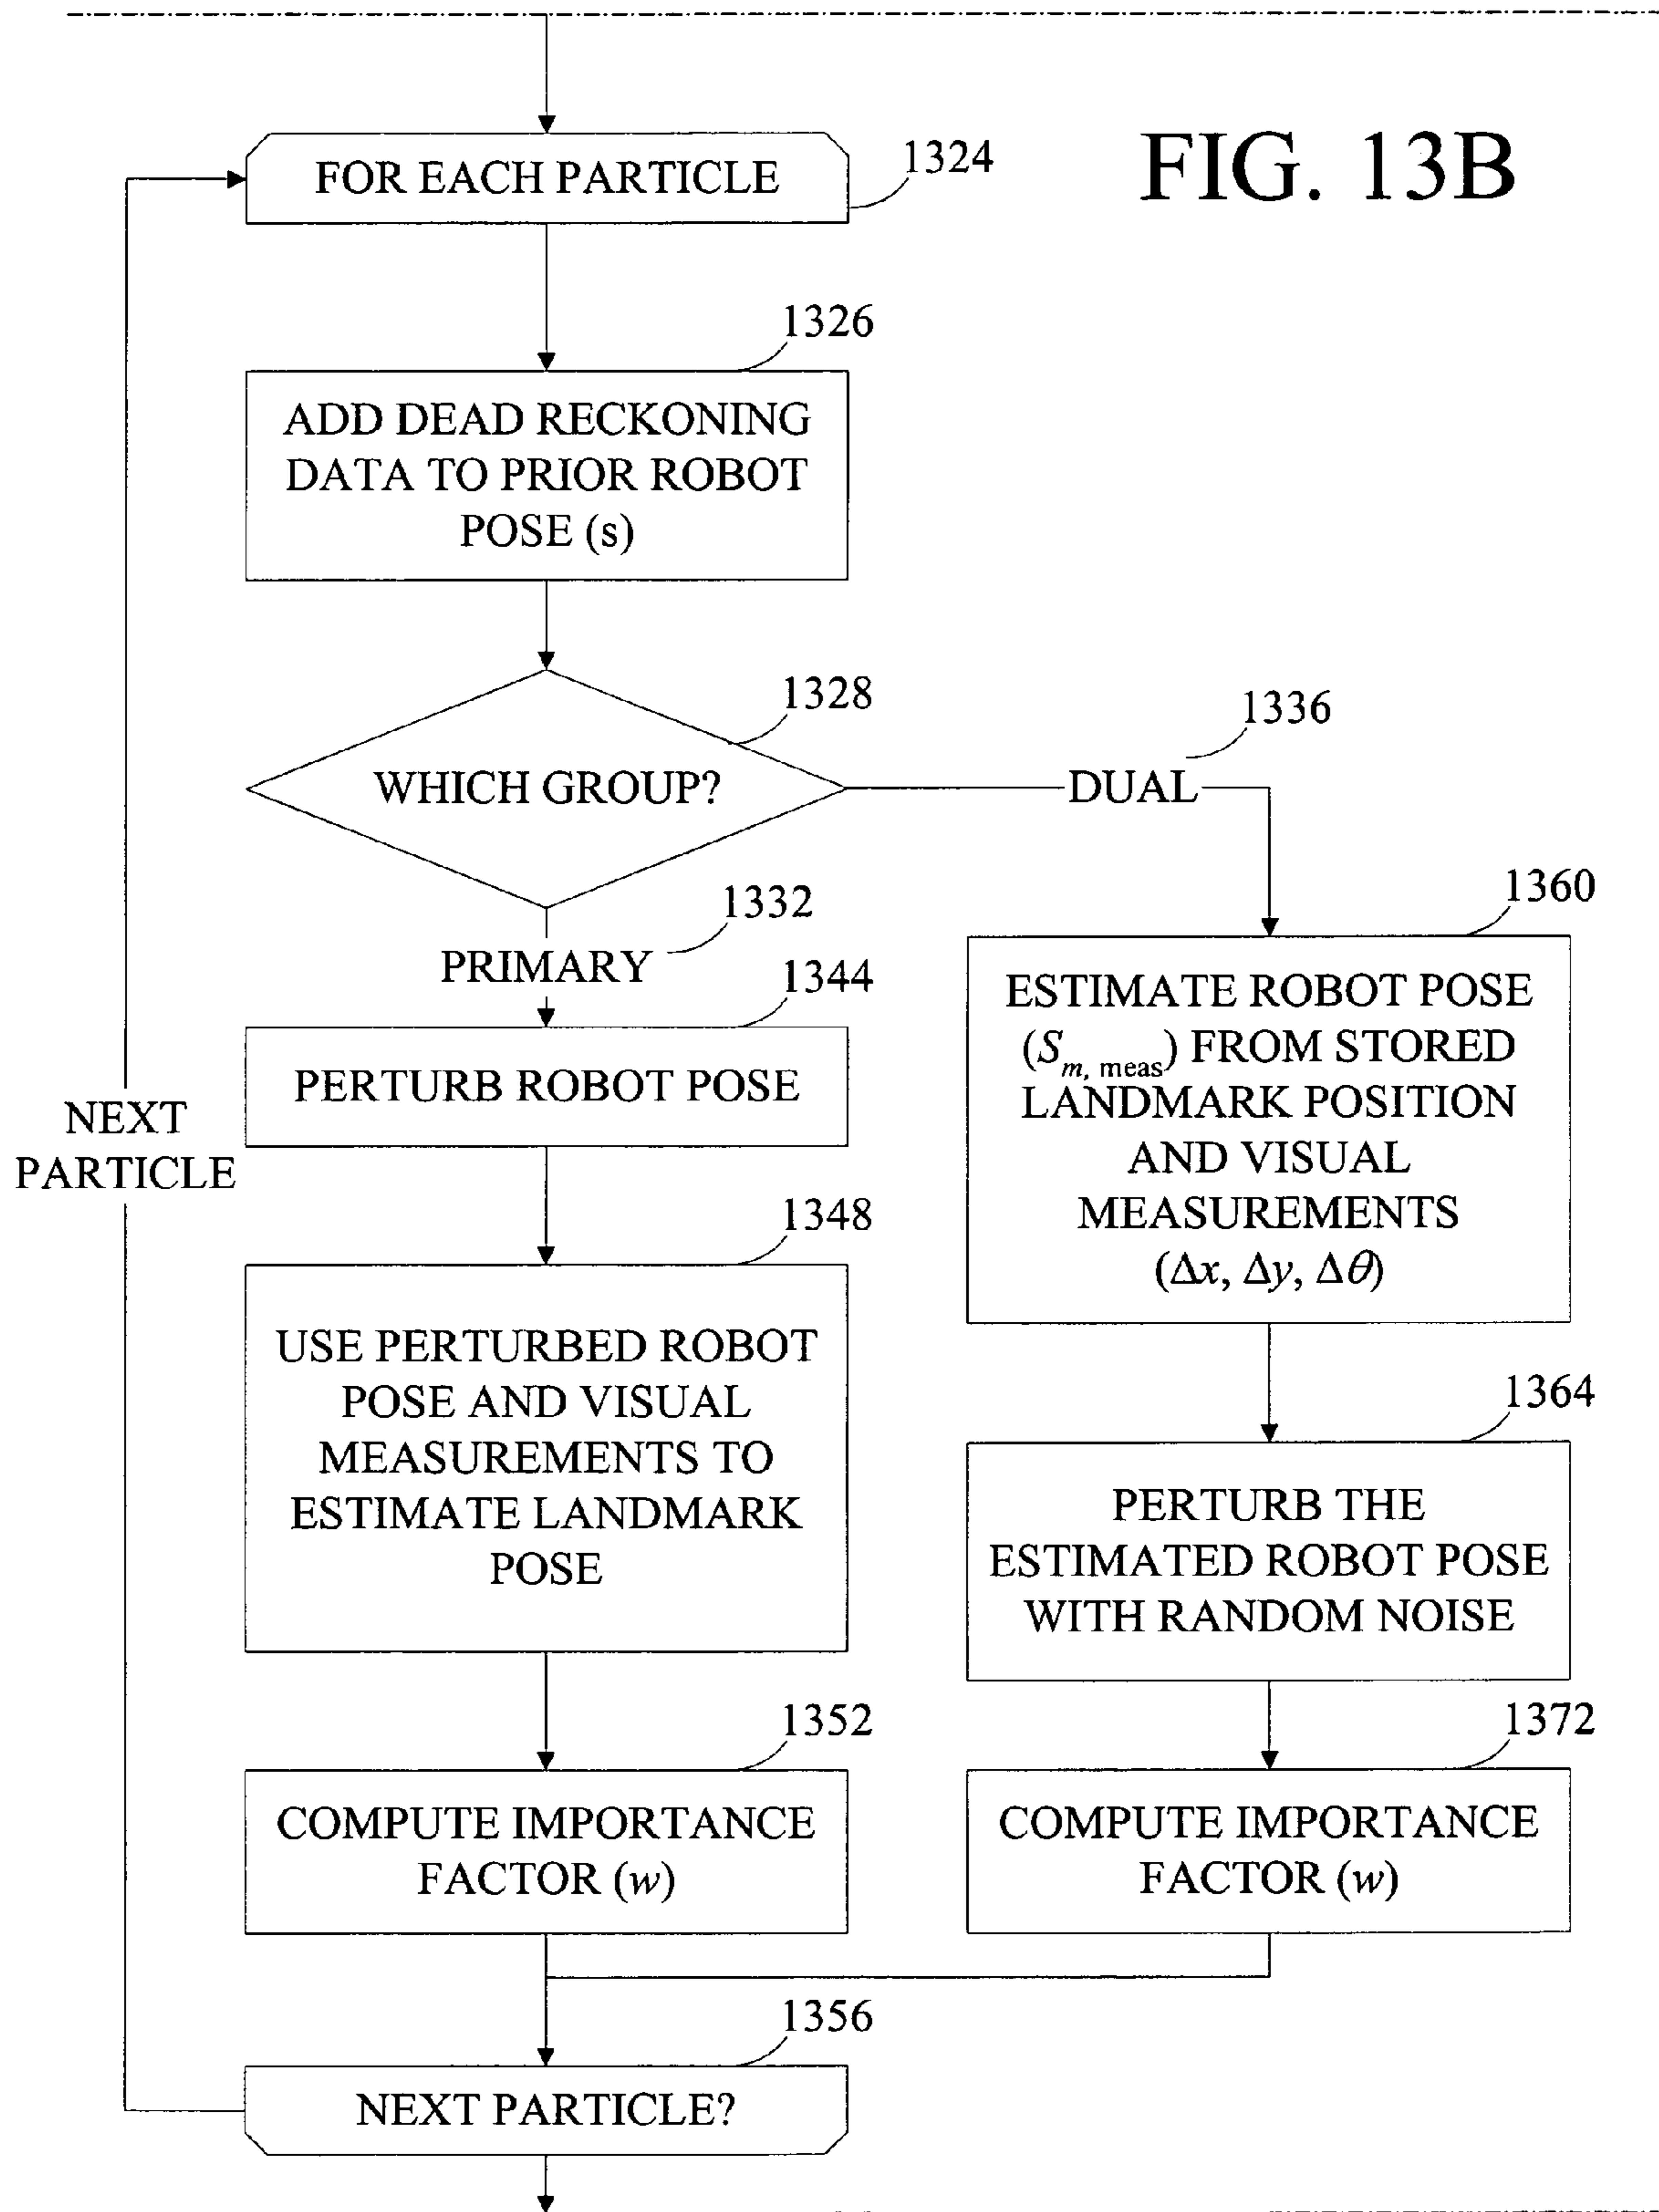 FIG. 13B
FOR EACH PARTICLE
1324
1326
ADD DEAD RECKONING
DATA TO PRIOR ROBOT
POSE (s)
1328
WHICH GROUP?
1336
DUAL
1332
PRIMARY
1344
PERTURB ROBOT POSE
NEXT
PARTICLE
1348
USE PERTURBED ROBOT
POSE AND VISUAL
MEASUREMENTS TO
ESTIMATE LANDMARK
POSE
1352
COMPUTE IMPORTANCE
FACTOR (w)
1360
ESTIMATE ROBOT POSE
(Sm, meas) FROM STORED
LANDMARK POSITION
AND VISUAL
MEASUREMENTS
(Δx, Δy, Δθ)
1364
PERTURB THE
ESTIMATED ROBOT POSE
WITH RANDOM NOISE
1372
COMPUTE IMPORTANCE
FACTOR (w)
1356
NEXT PARTICLE?